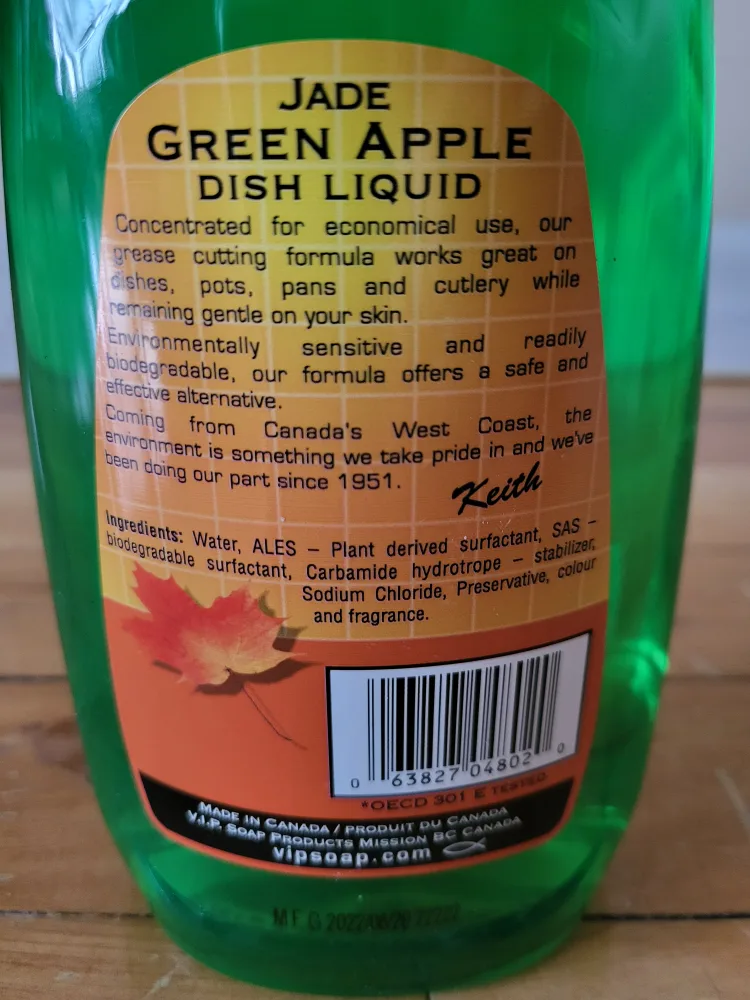 JADE
GREEN APPLE
DISH LIQUID
Concentrated for economical use, our
grease cutting formula works great on
dishes, pots, pans and cutlery while
remaining gentle on your skin.
Environmentally sensitive and readily
biodegradable, our formula offers a safe and
effective alternative.
Coming from Canada's West Coast, the
environment is something we take pride in and we've
been doing our part since 1951.
Keith
Ingredients: Water, ALES – Plant derived surfactant, SAS –
biodegradable surfactant, Carbamide hydrotrope – stabilizer,
Sodium Chloride, Preservative, colour
and fragrance.
0 63827 04802 0
*OECD 301 E TESTED
MADE IN CANADA / PRODUIT DU CANADA
V.I.P. SOAP PRODUCTS MISSION BC CANADA
vipsoap.com
MFG 2022/06/20